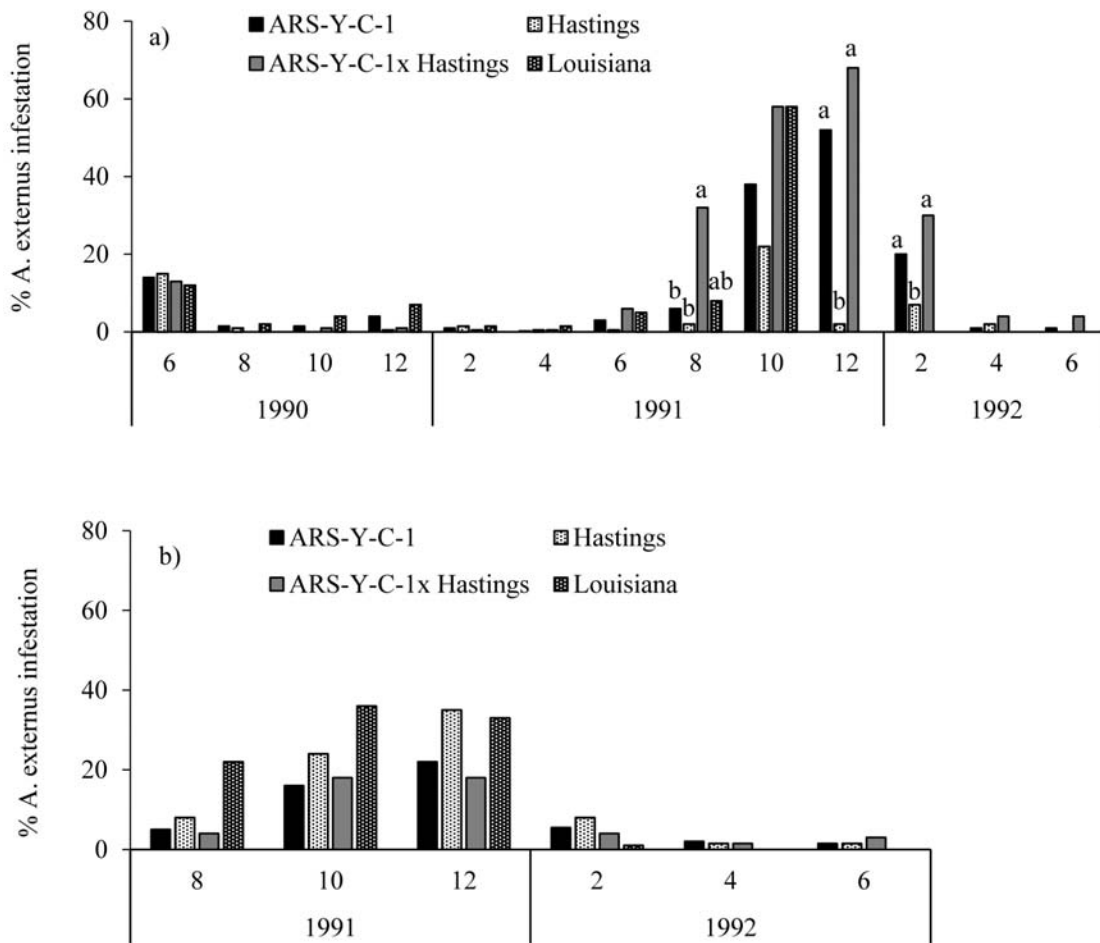 % A. externus infestation
80
60
40
20
0
a)
ARS-Y-C-1
Hastings
ARS-Y-C-1x Hastings
Louisiana
b
b
a
ab
a
b
a
a
b
a
6
8
10
12
2
4
6
8
10
12
2
4
6
1990
1991
1992
% A. externus infestation
80
60
40
20
0
b)
ARS-Y-C-1
Hastings
ARS-Y-C-1x Hastings
Louisiana
8
10
12
2
4
6
1991
1992